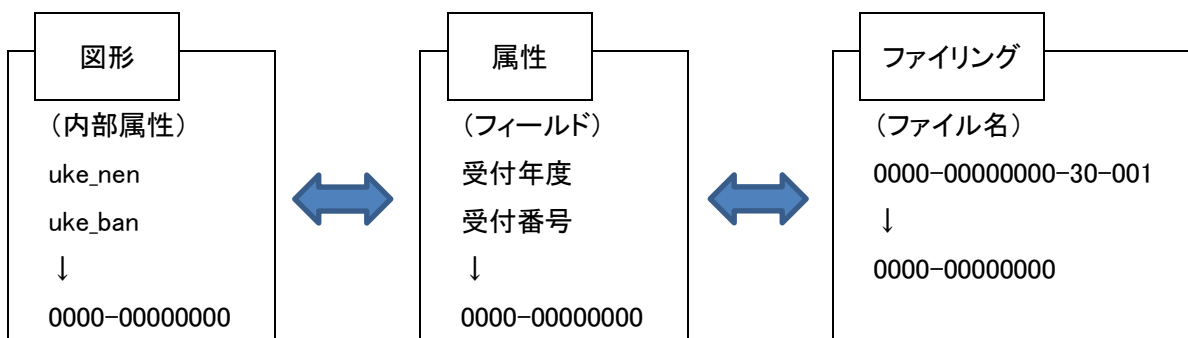 図形
（内部属性）
uke_nen
uke_ban
↓
0000-00000000
属性
（フィールド）
受付年度
受付番号
↓
0000-00000000
ファイリング
（ファイル名）
0000-00000000-30-001
↓
0000-00000000